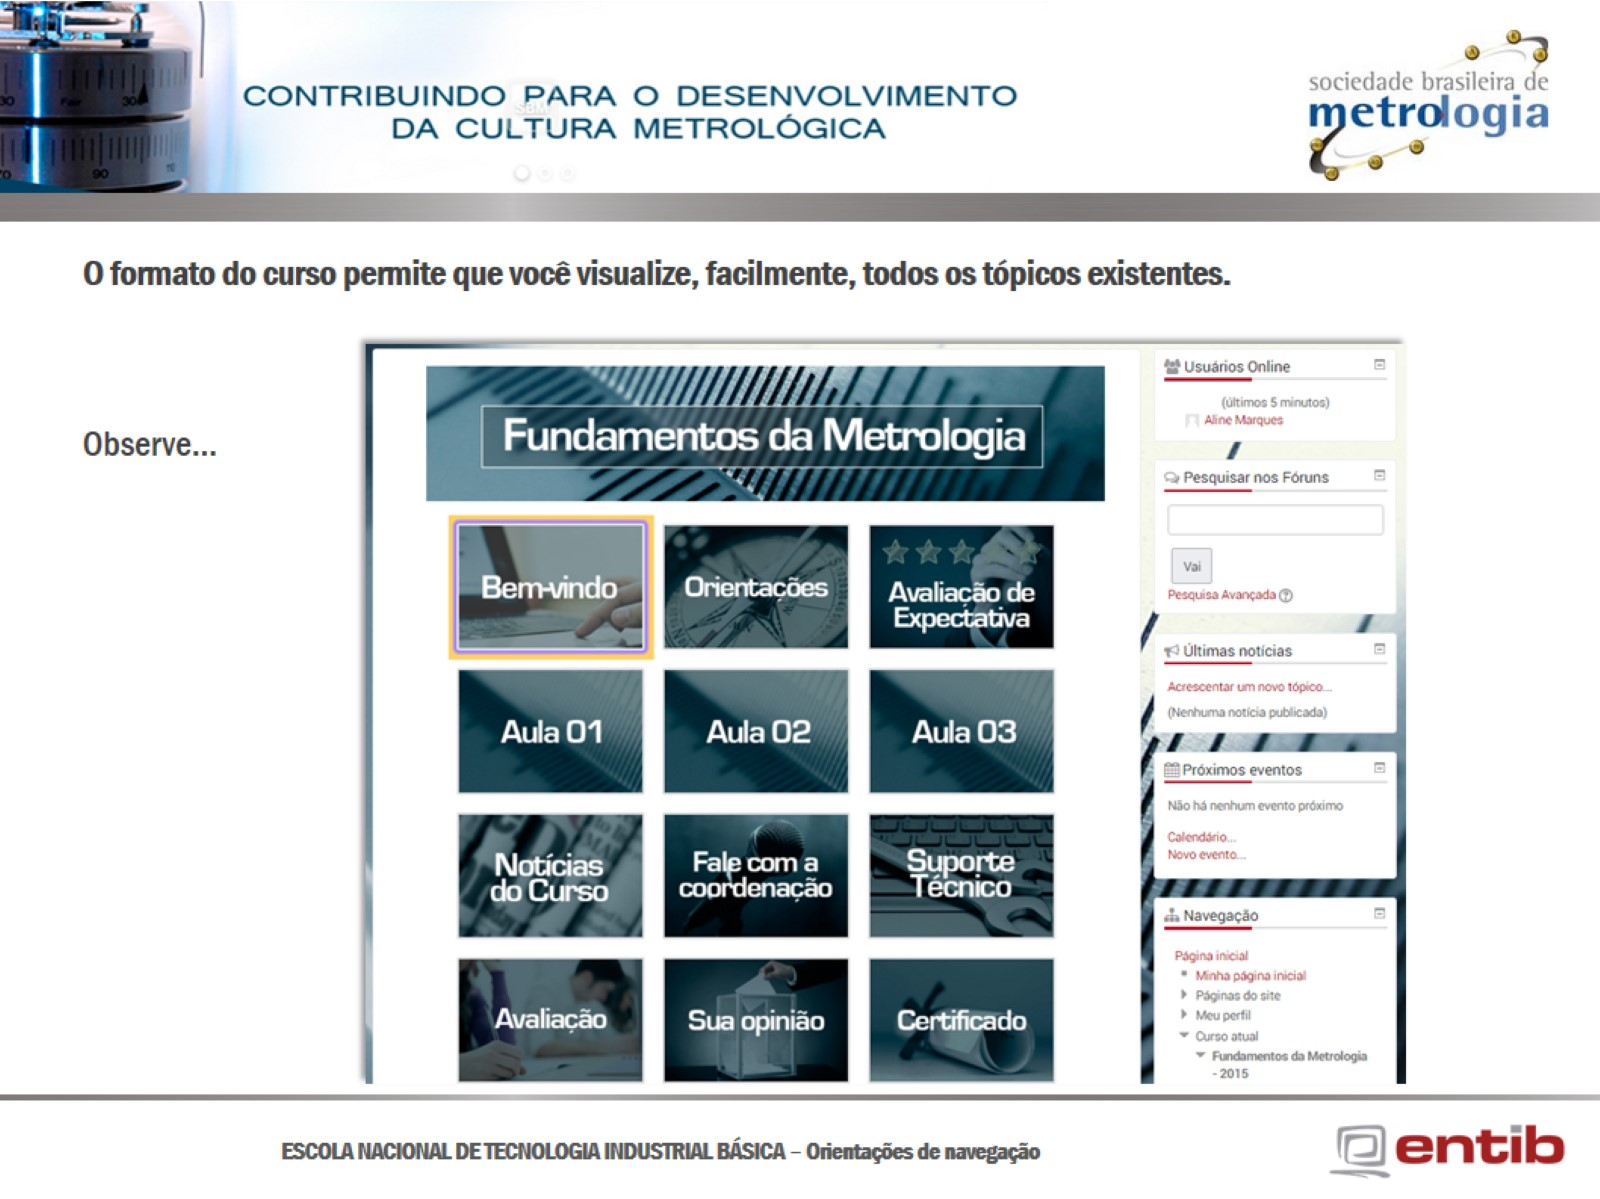 CONTRIBUINDO PARA O DESENVOLVIMENTO
DA CULTURA METROLÓGICA
SBM
sociedade brasileira de
metrologia
O formato do curso permite que você visualize, facilmente, todos os tópicos existentes.
Observe...
Fundamentos da Metrologia
Bem-vindo
Orientações
Avaliação de
Expectativa
Aula 01
Aula 02
Aula 03
Notícias
do Curso
Fale com a
coordenação
Suporte
Técnico
Avaliação
Sua opinião
Certificado
Usuários Online
(últimos 5 minutos)
Aline Marques
Pesquisar nos Fóruns
Vai
Pesquisa Avançada
Últimas notícias
Acrescentar um novo tópico...
(Nenhuma notícia publicada)
Próximos eventos
Não há nenhum evento próximo
Calendário...
Novo evento...
Navegação
Página inicial
Minha página inicial
Páginas do site
Meu perfil
Curso atual
Fundamentos da Metrologia
- 2015
ESCOLA NACIONAL DE TECNOLOGIA INDUSTRIAL BÁSICA – Orientações de navegação
entib